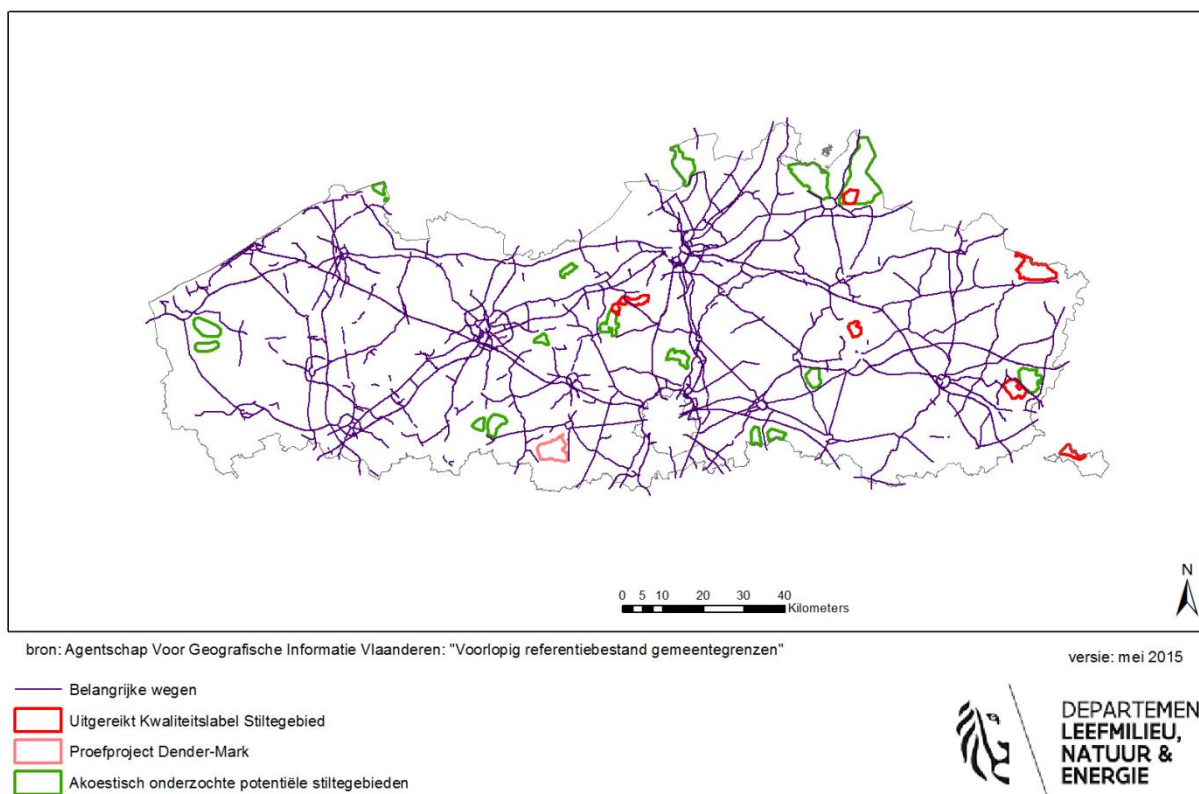 N
0 5 10 20 30 40
Kilometers
bron: Agentschap Voor Geografische Informatie Vlaanderen: "Voorlopig referentiebestand gemeentegrenzen"
versie: mei 2015
Belangrijke wegen
Uitgereikt Kwaliteitslabel Stiltegebied
Proefproject Dender-Mark
Akoestisch onderzochte potentiële stiltegebieden
DEPARTEMEN
LEEFMILIEU,
NATUUR &
ENERGIE